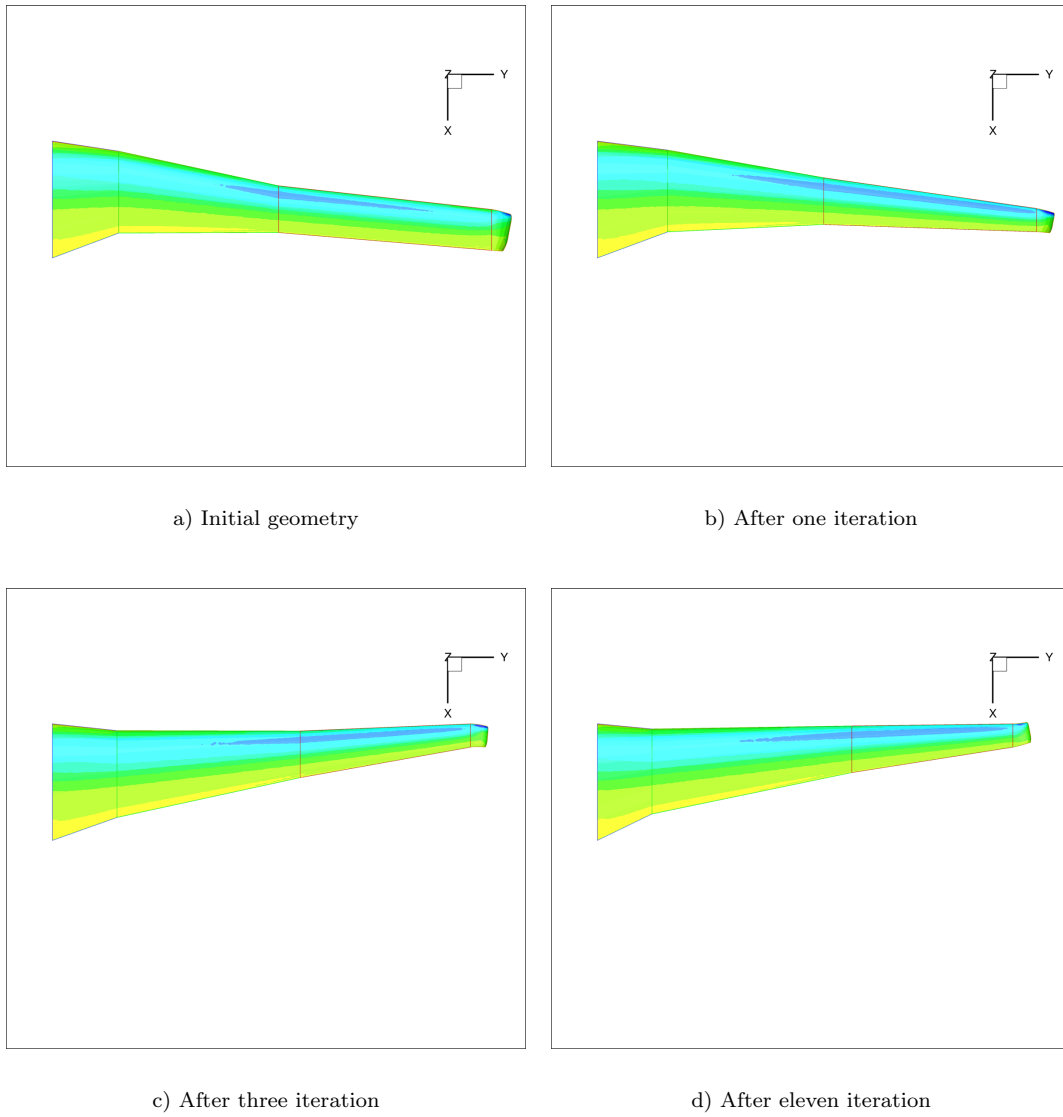 Z Y
X
Z Y
X
a) Initial geometry
b) After one iteration
Z Y
X
Z Y
X
c) After three iteration
d) After eleven iteration